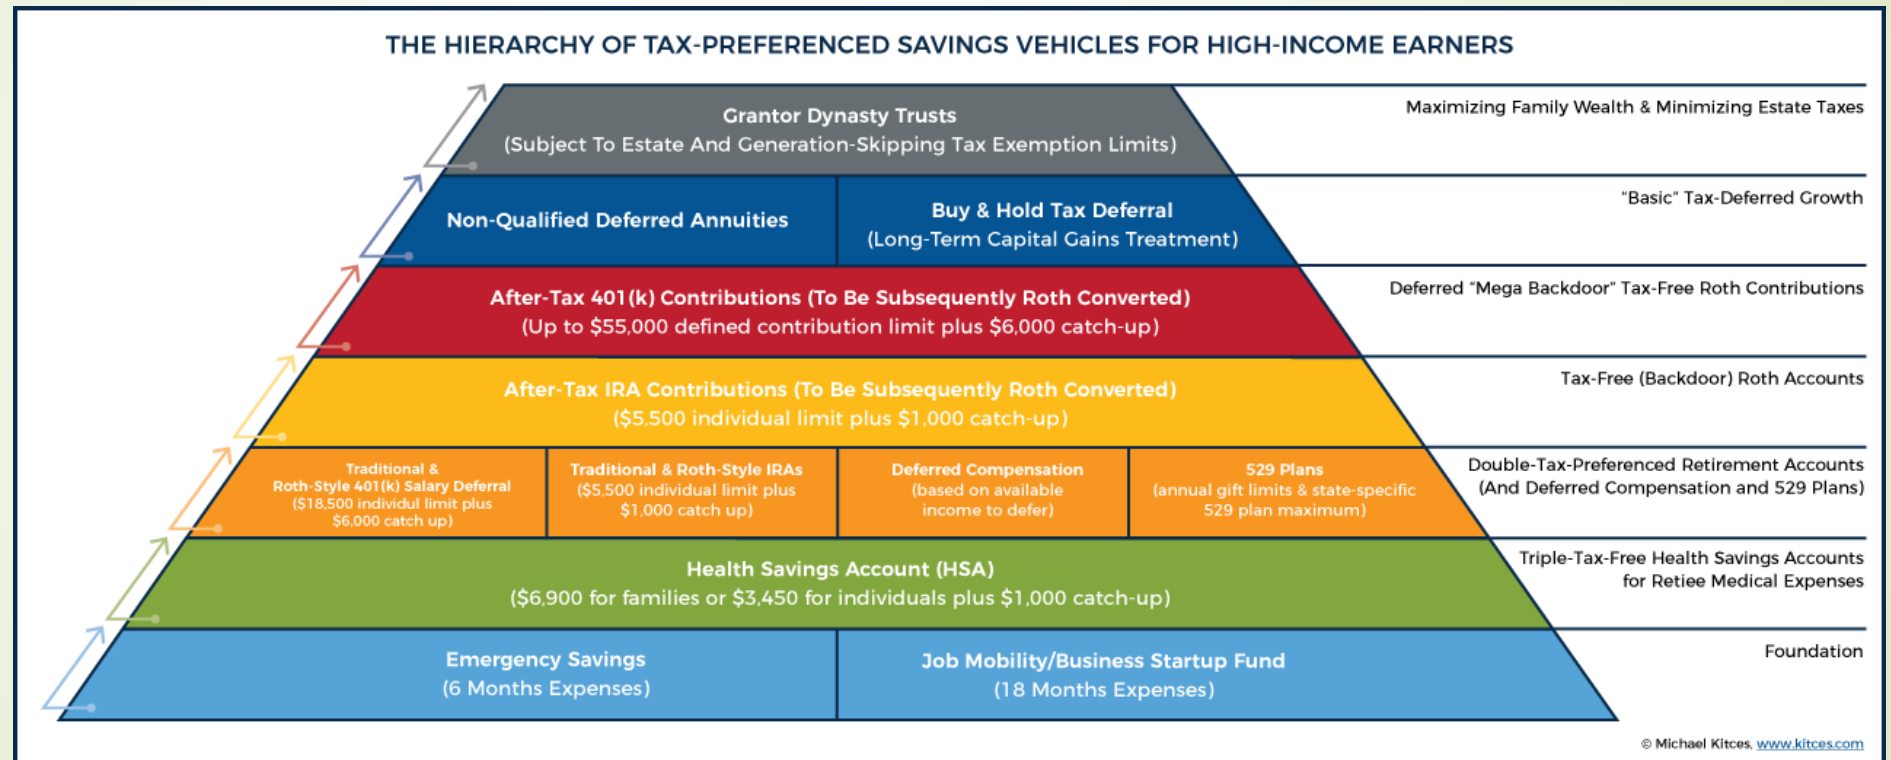 THE HIERARCHY OF TAX-PREFERENCED SAVINGS VEHICLES FOR HIGH-INCOME EARNERS
Grantor Dynasty Trusts
(Subject To Estate And Generation-Skipping Tax Exemption Limits)
Maximizing Family Wealth & Minimizing Estate Taxes
Non-Qualified Deferred Annuities
Buy & Hold Tax Deferral
(Long-Term Capital Gains Treatment)
"Basic" Tax-Deferred Growth
After-Tax 401(k) Contributions (To Be Subsequently Roth Converted)
(Up to $55,000 defined contribution limit plus $6,000 catch-up)
Deferred "Mega Backdoor" Tax-Free Roth Contributions
After-Tax IRA Contributions (To Be Subsequently Roth Converted)
($5,500 individual limit plus $1,000 catch-up)
Tax-Free (Backdoor) Roth Accounts
Traditional &
Roth-Style 401(k) Salary Deferral
($18,500 individul limit plus
$6,000 catch up)
Traditional & Roth-Style IRAs
($5,500 individual limit plus
$1,000 catch up)
Deferred Compensation
(based on available
income to defer)
529 Plans
(annual gift limits & state-specific
529 plan maximum)
Double-Tax-Preferenced Retirement Accounts
(And Deferred Compensation and 529 Plans)
Health Savings Account (HSA)
($6,900 for families or $3,450 for individuals plus $1,000 catch-up)
Triple-Tax-Free Health Savings Accounts
for Retiee Medical Expenses
Emergency Savings
(6 Months Expenses)
Job Mobility/Business Startup Fund
(18 Months Expenses)
Foundation
© Michael Kitces, www.kitces.com